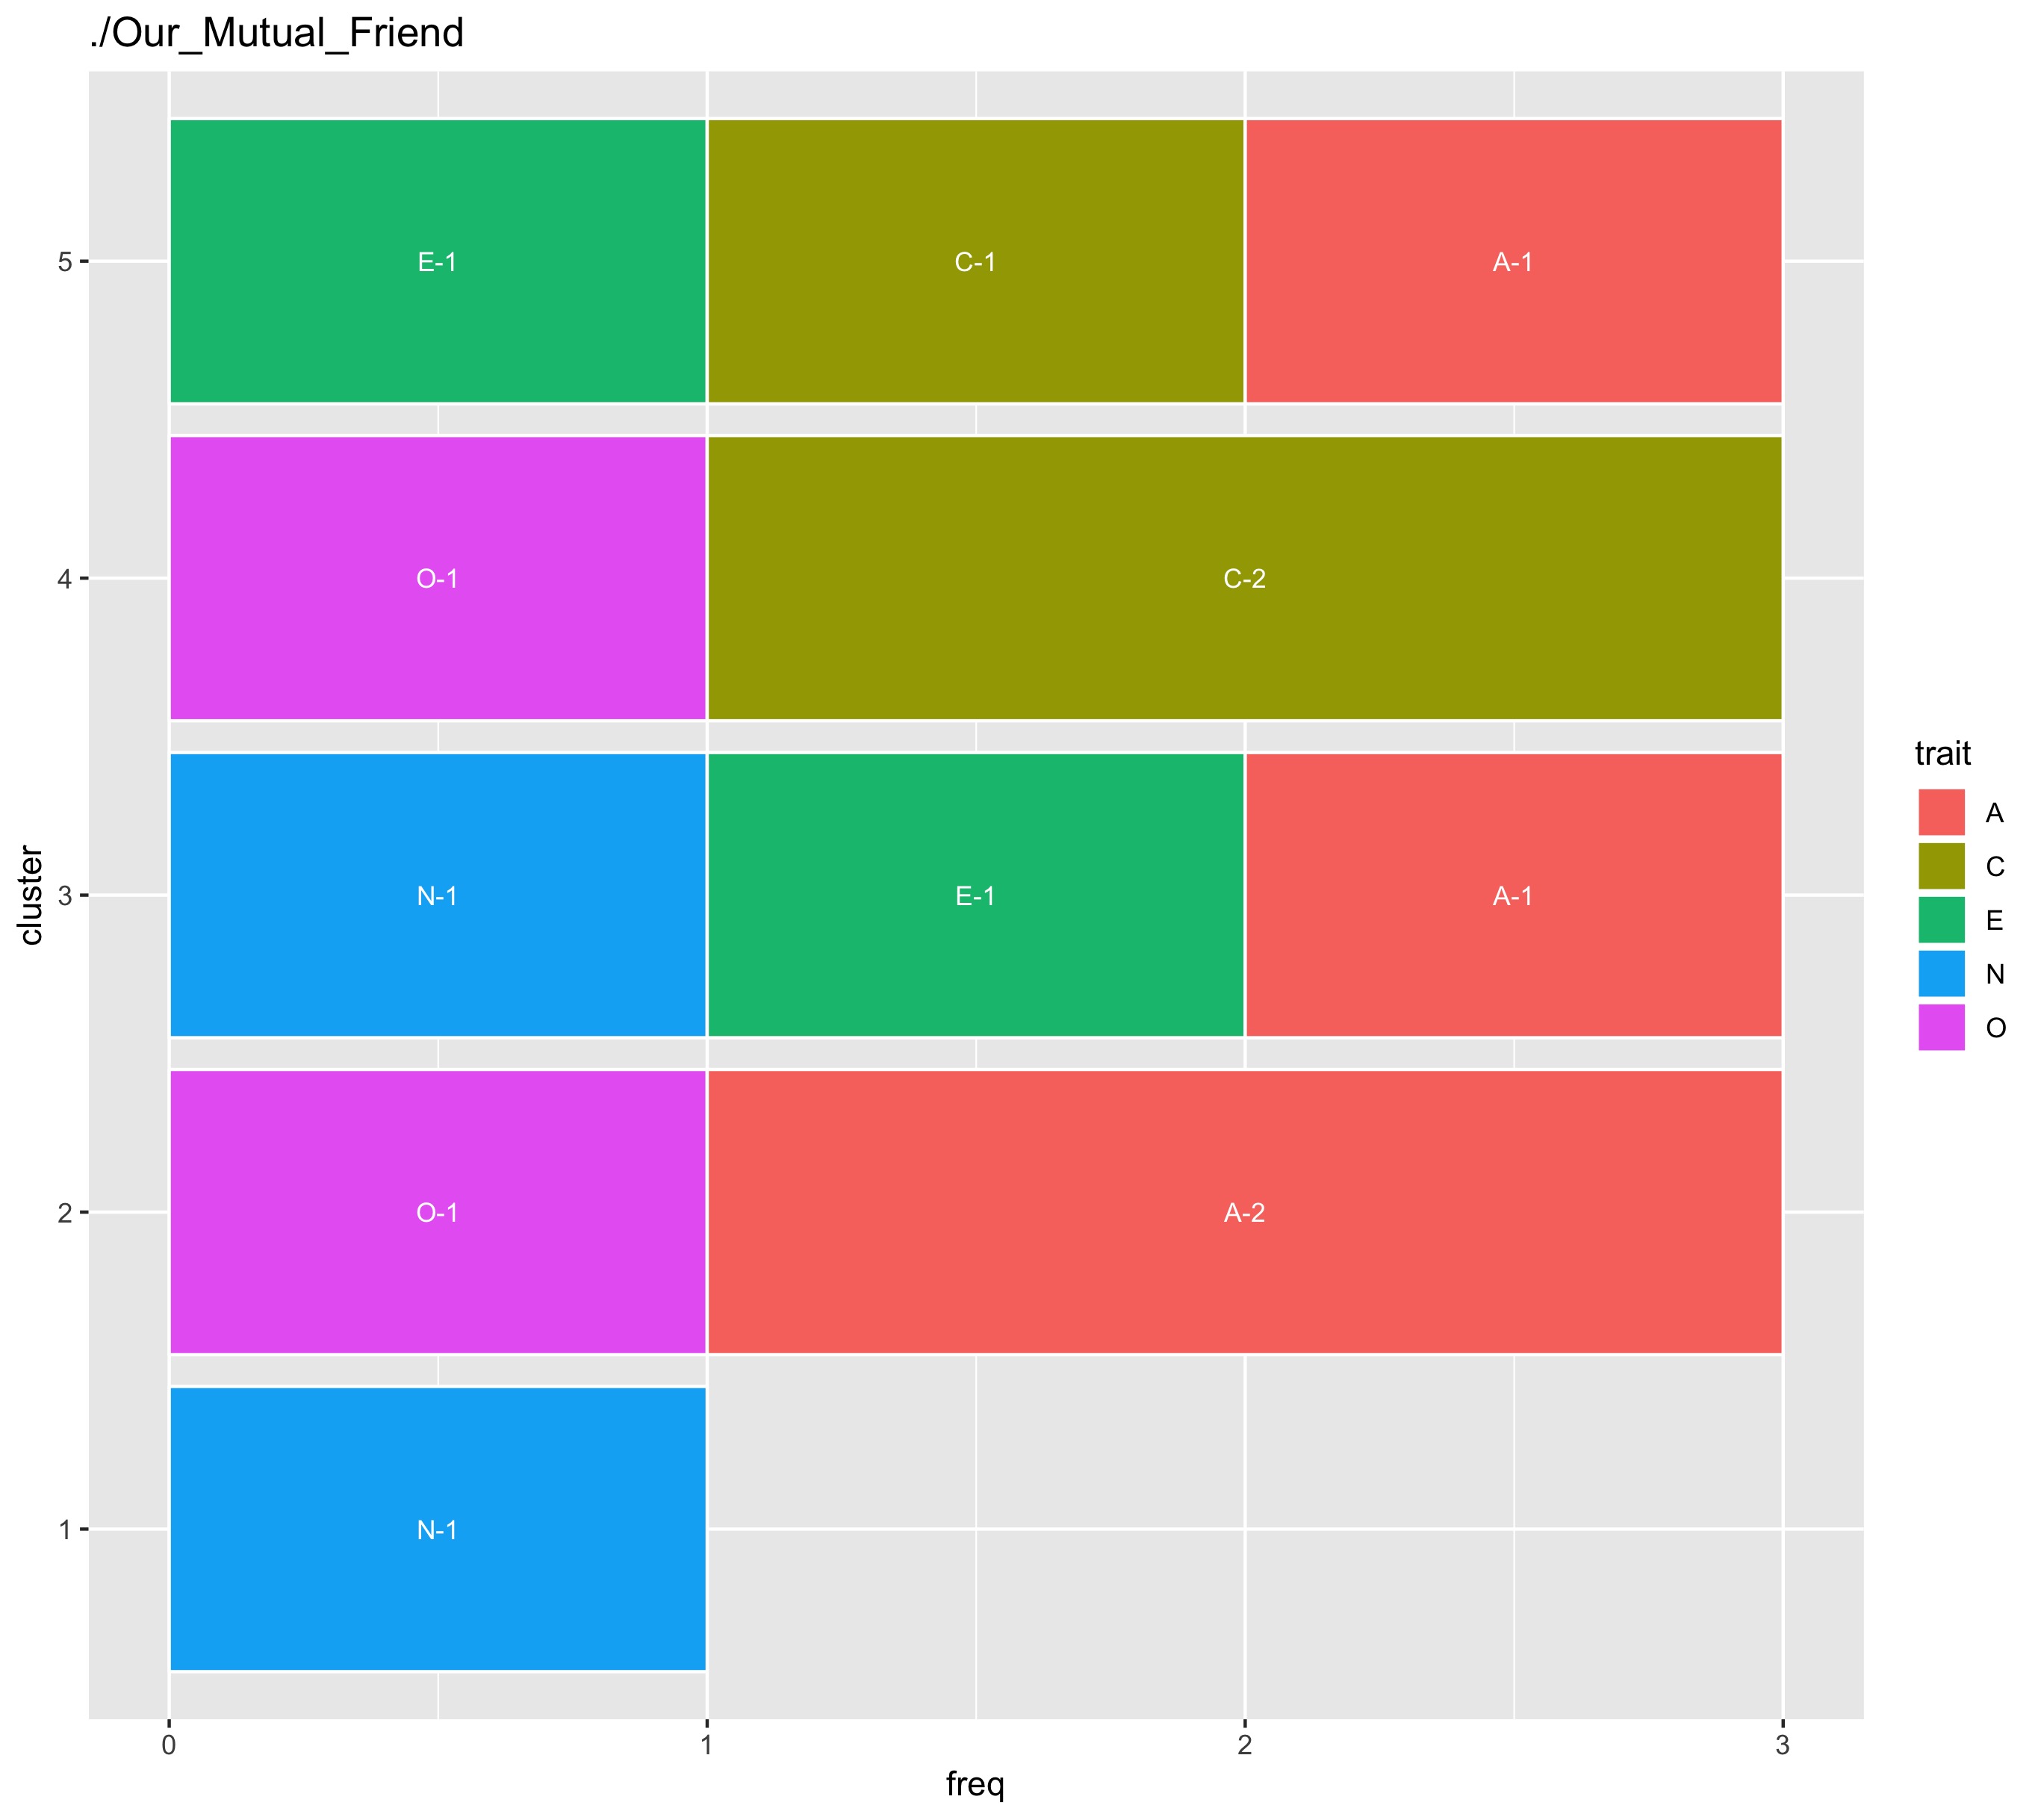 ./Our_Mutual_Friend
5
E-1
C-1
A-1
4
O-1
C-2
3
N-1
E-1
A-1
2
O-1
A-2
1
N-1
0
1
2
3
freq
cluster
trait
A
C
E
N
O